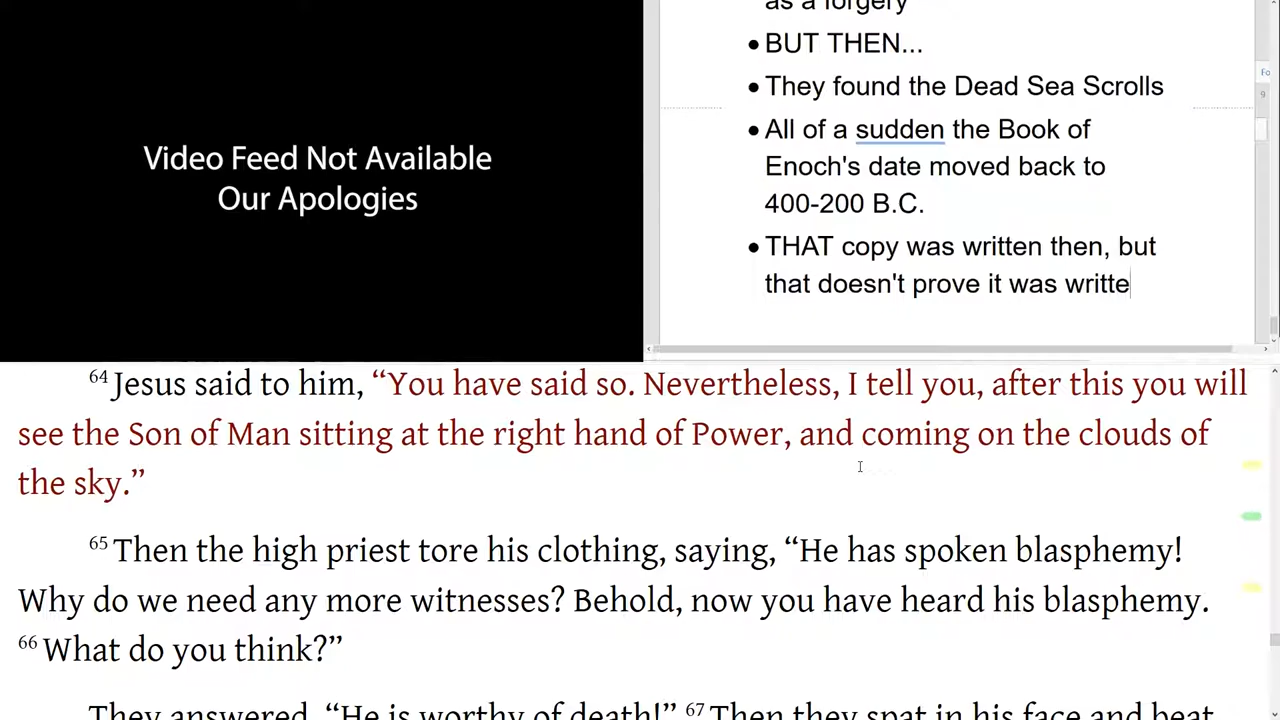 Video Feed Not Available
Our Apologies
as a forgery
• BUT THEN...
• They found the Dead Sea Scrolls
• All of a sudden the Book of
Enoch's date moved back to
400-200 B.C.
• THAT copy was written then, but
that doesn't prove it was writte
Fo
9
64 Jesus said to him, “You have said so. Nevertheless, I tell you, after this you will
see the Son of Man sitting at the right hand of Power, and coming on the clouds of
the sky.”
65 Then the high priest tore his clothing, saying, “He has spoken blasphemy!
Why do we need any more witnesses? Behold, now you have heard his blasphemy.
66 What do you think?”
They answered, “He is worthy of death!” 67 Then they spat in his face and beat